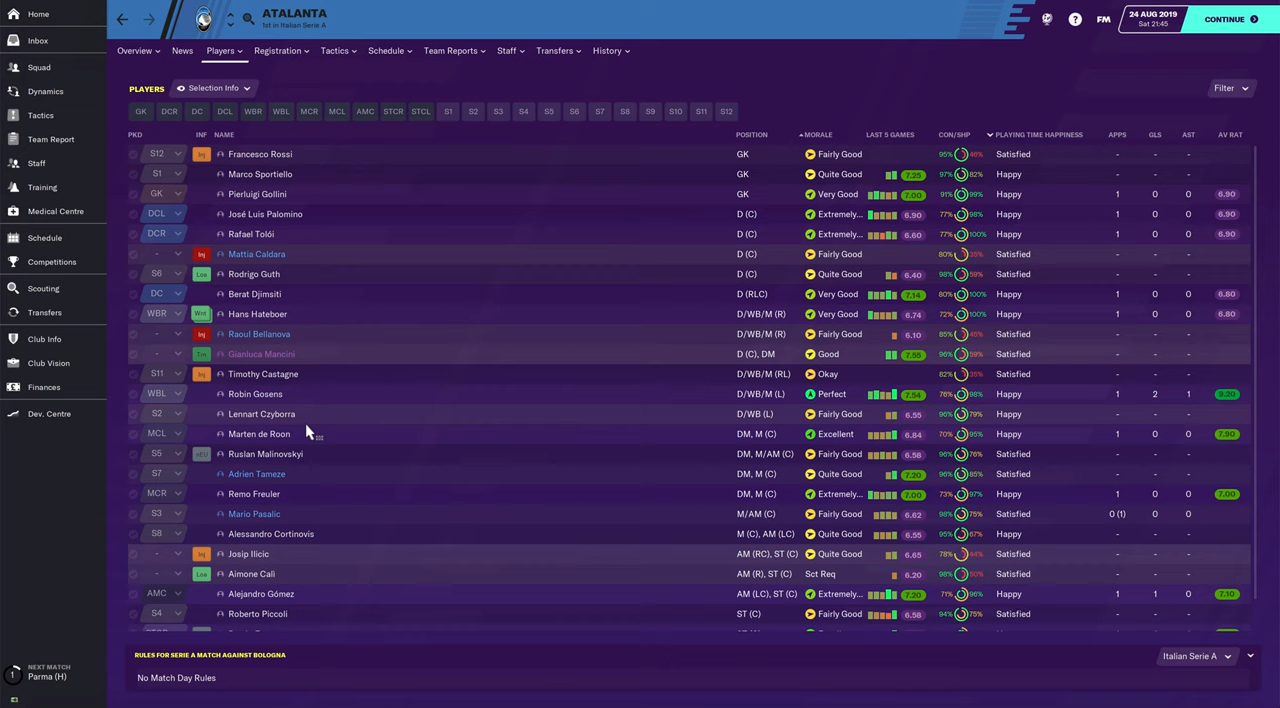 Home
Inbox
Squad
Dynamics
Tactics
Team Report
Staff
Training
Medical Centre
Schedule
Competitions
Scouting
Transfers
Club Info
Club Vision
Finances
Dev. Centre
1 NEXT MATCH
Parma (H)
ATALANTA
1st in Italian Serie A
? FM
24 AUG 2019
Sat 21:45
CONTINUE
Overview News Players Registration Tactics Schedule Team Reports Staff Transfers History
PLAYERS Selection Info Filter
GK DCR DC DCL WBR WBL MCR MCL AMC STCR STCL S1 S2 S3 S4 S5 S6 S7 S8 S9 S10 S11 S12
PKD INF NAME POSITION MORALE LAST 5 GAMES CON/SHP PLAYING TIME HAPPINESS APPS GLS AST AV RAT
S12 Inj Francesco Rossi GK Fairly Good 95% 46% Satisfied - - -
S1 Marco Sportiello GK Quite Good 7.25 97% 82% Happy - - -
GK Pierluigi Gollini GK Very Good 7.00 91% 99% Happy 1 0 0 6.90
DCL José Luis Palomino D (C) Extremely... 6.90 77% 98% Happy 1 0 0 6.90
DCR Rafael Tolói D (C) Extremely... 6.60 77% 100% Happy 1 0 0 6.90
- Inj Mattia Caldara D (C) Fairly Good 80% 35% Satisfied - - -
S6 Loa Rodrigo Guth D (C) Quite Good 6.40 98% 59% Happy - - -
DC Berat Djimsiti D (RLC) Very Good 7.14 80% 100% Happy 1 0 0 6.80
WBR Wnt Hans Hateboer D/WB/M (R) Very Good 6.74 72% 100% Happy 1 0 0 6.80
- Inj Raoul Bellanova D/WB/M (R) Fairly Good 6.10 85% 45% Satisfied - - -
- Trn Gianluca Mancini D (C), DM Good 7.55 96% 59% Satisfied - - -
S11 Inj Timothy Castagne D/WB/M (RL) Okay 82% 35% Satisfied - - -
WBL Robin Gosens D/WB/M (L) Perfect 7.54 76% 98% Happy 1 2 1 9.20
S2 Lennart Czyborra D/WB (L) Fairly Good 6.55 96% 79% Happy - - -
MCL Marten de Roon DM, M (C) Excellent 6.84 70% 95% Happy 1 0 0 7.90
S5 nEU Ruslan Malinovskyi DM, M/AM (C) Fairly Good 6.58 96% 76% Happy - - -
S7 Adrien Tameze DM, M (C) Quite Good 7.20 96% 85% Happy - - -
MCR Remo Freuler DM, M (C) Extremely... 7.00 73% 97% Happy 1 0 0 7.00
S3 Mario Pasalic M/AM (C) Fairly Good 6.62 98% 75% Satisfied 0 (1) 0 0
S8 Alessandro Cortinovis M (C), AM (LC) Quite Good 6.55 95% 67% Happy - - -
- Inj Josip Ilicic AM (RC), ST (C) Quite Good 6.65 78% 44% Satisfied - - -
- Loa Aimone Calì AM (R), ST (C) Sct Req 6.20 98% 50% Satisfied - - -
AMC Alejandro Gómez AM (LC), ST (C) Extremely... 7.20 71% 96% Happy 1 1 0 7.10
S4 Roberto Piccoli ST (C) Fairly Good 6.58 94% 75% Satisfied - - -
RULES FOR SERIE A MATCH AGAINST BOLOGNA Italian Serie A
No Match Day Rules